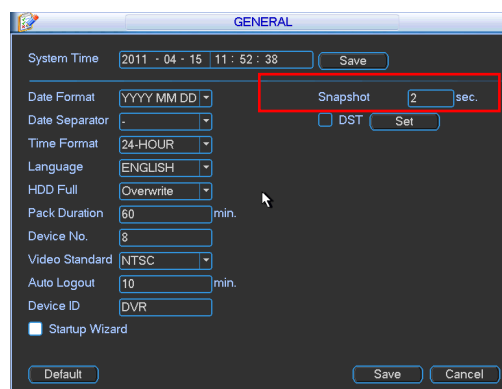 GENERAL
System Time 2011 - 04 - 15 11 : 52 : 38 Save
Date Format YYYY MM DD Snapshot 2 sec.
Date Separator - DST Set
Time Format 24-HOUR
Language ENGLISH
HDD Full Overwrite
Pack Duration 60 min.
Device No. 8
Video Standard NTSC
Auto Logout 10 min.
Device ID DVR
Startup Wizard
Default Save Cancel